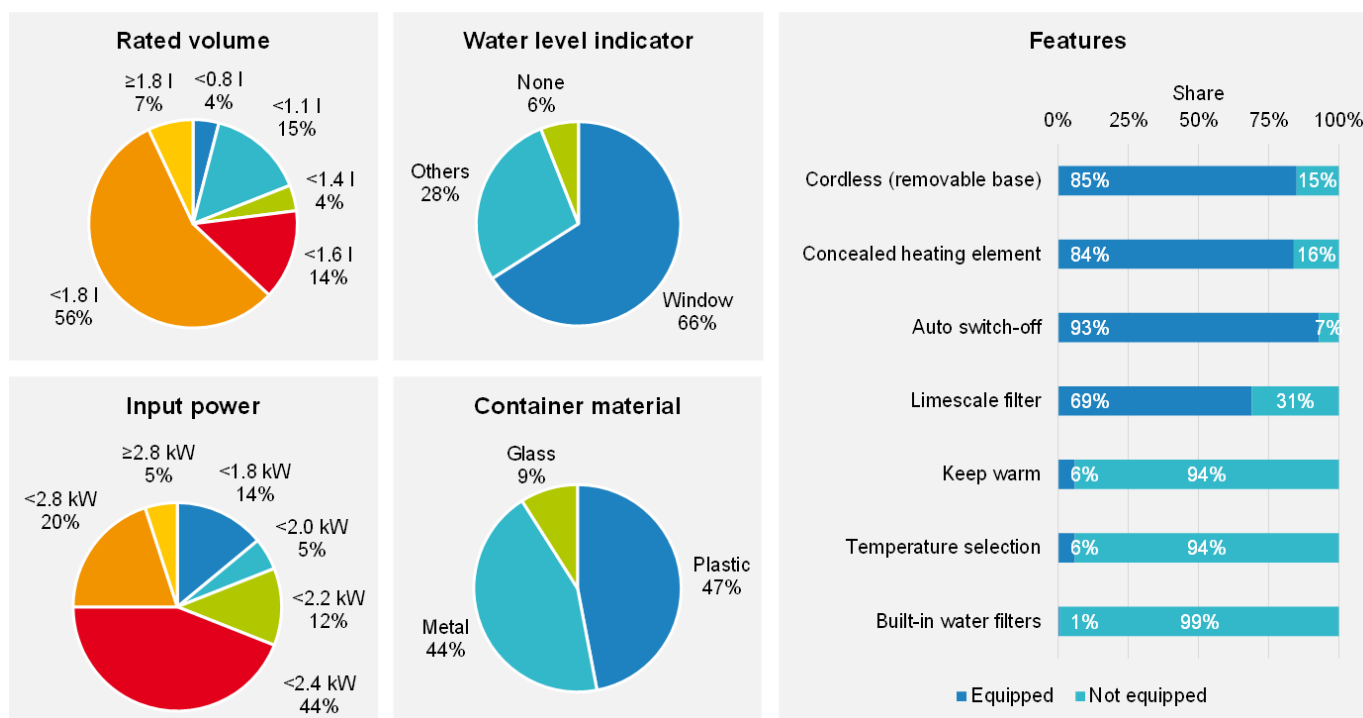 Rated volume
≥1.8 l
7%
<0.8 l
4%
<1.1 l
15%
<1.4 l
4%
<1.6 l
14%
<1.8 l
56%
Water level indicator
None
6%
Others
28%
Window
66%
Input power
≥2.8 kW
5%
<1.8 kW
14%
<2.0 kW
5%
<2.2 kW
12%
<2.4 kW
44%
<2.8 kW
20%
Container material
Glass
9%
Plastic
47%
Metal
44%
Features
Share
0% 25% 50% 75% 100%
Cordless (removable base) 85% 15%
Concealed heating element 84% 16%
Auto switch-off 93% 7%
Limescale filter 69% 31%
Keep warm 6% 94%
Temperature selection 6% 94%
Built-in water filters 1% 99%
Equipped Not equipped